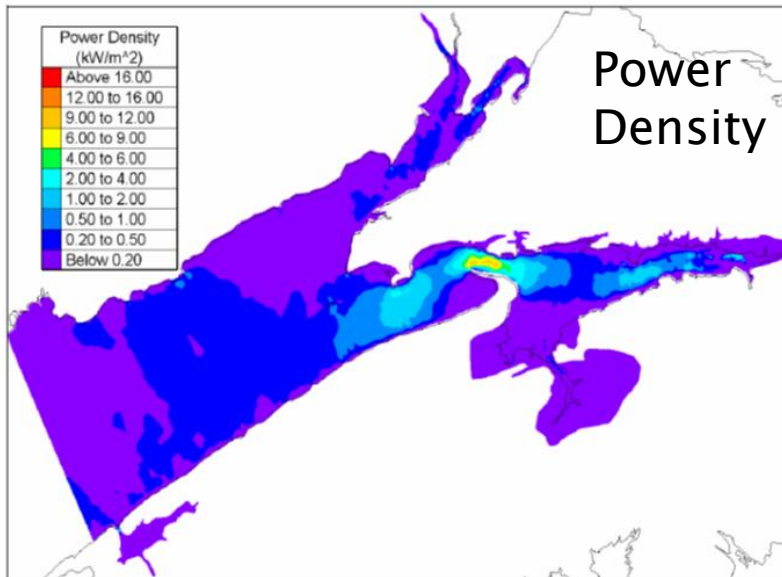 Power Density
(kW/m^2)
Above 16.00
12.00 to 16.00
9.00 to 12.00
6.00 to 9.00
4.00 to 6.00
2.00 to 4.00
1.00 to 2.00
0.50 to 1.00
0.20 to 0.50
Below 0.20
Power
Density